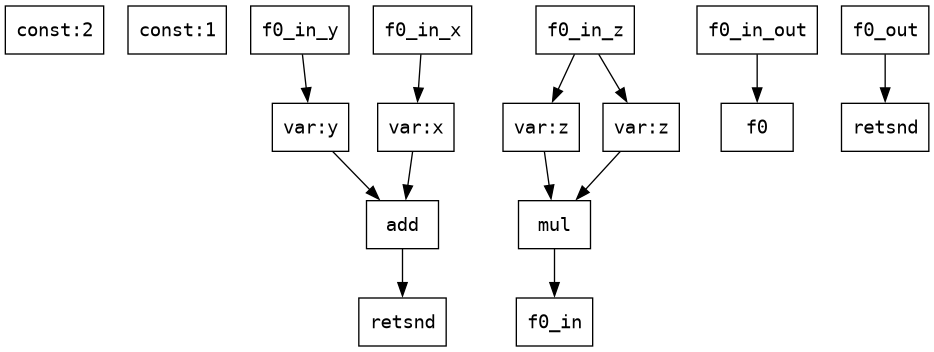 const:2
const:1
f0_in_y
f0_in_x
f0_in_z
f0_in_out
f0_out
var:y
var:x
var:z
var:z
f0
retsnd
add
mul
retsnd
f0_in